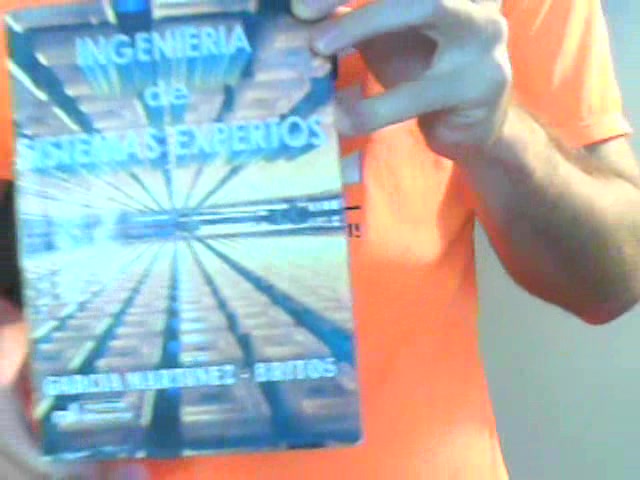 INGENIERIA
de
SISTEMAS EXPERTOS
GARCIA MARTINEZ - BRITOS